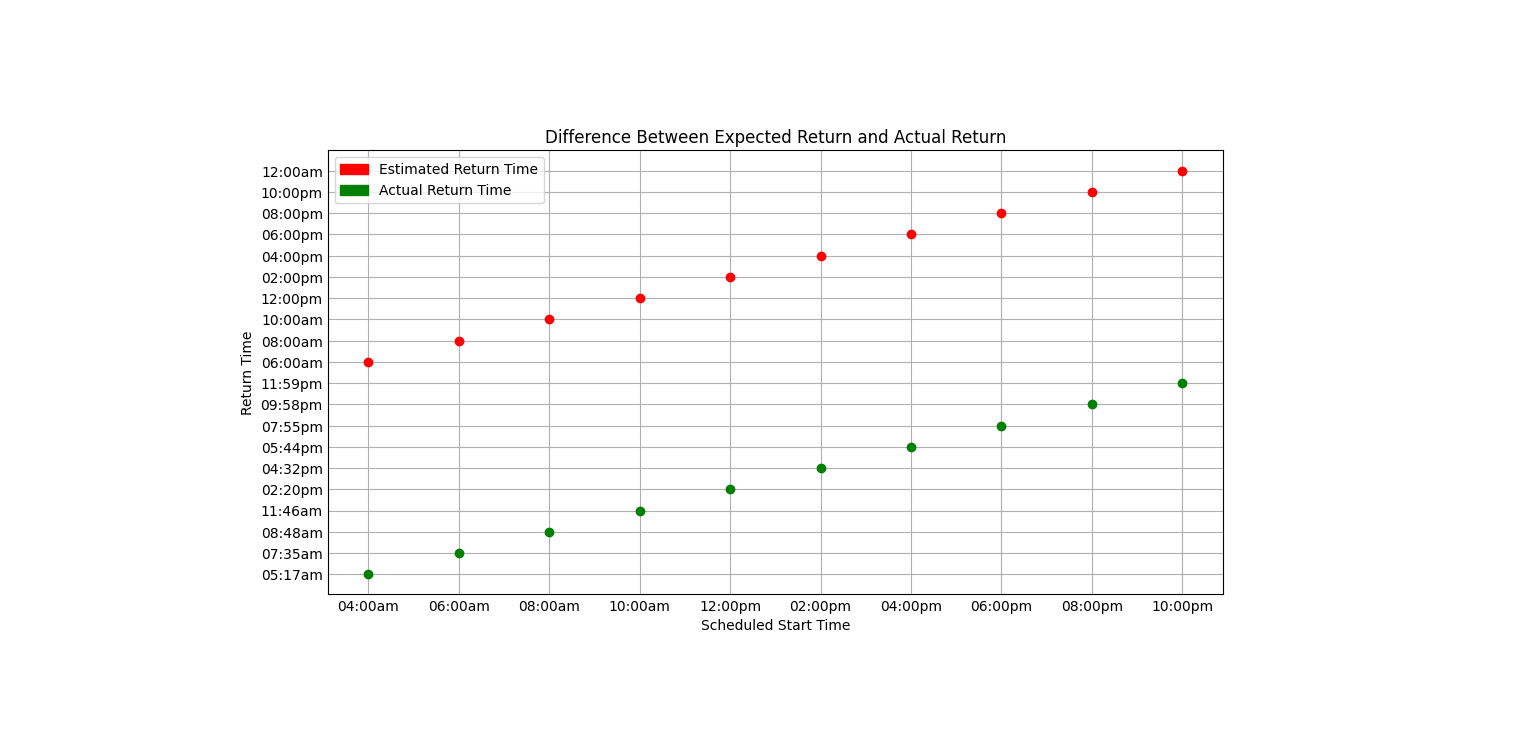 Difference Between Expected Return and Actual Return
Estimated Return Time
Actual Return Time
12:00am
10:00pm
08:00pm
06:00pm
04:00pm
02:00pm
12:00pm
10:00am
08:00am
06:00am
11:59pm
09:58pm
07:55pm
05:44pm
04:32pm
02:20pm
11:46am
08:48am
07:35am
05:17am
Return Time
04:00am 06:00am 08:00am 10:00am 12:00pm 02:00pm 04:00pm 06:00pm 08:00pm 10:00pm
Scheduled Start Time